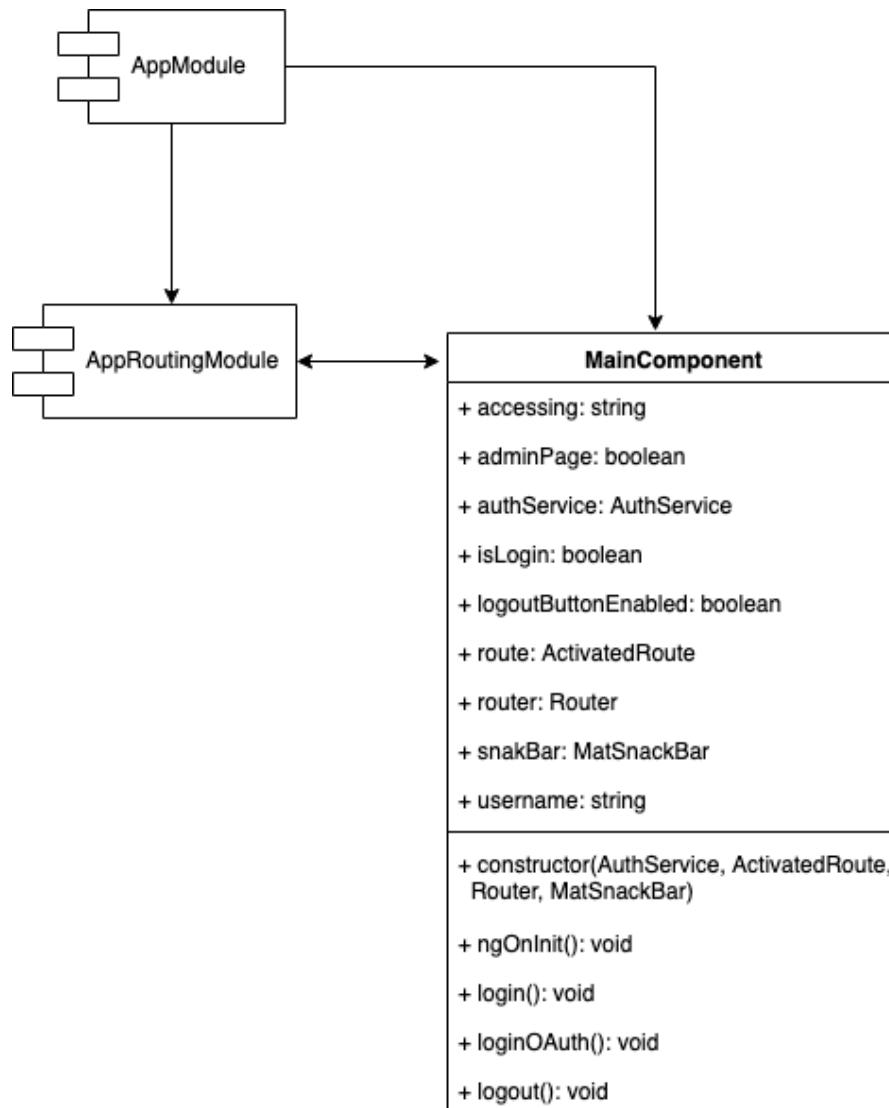 AppModule
AppRoutingModule
MainComponent
+ accessing: string
+ adminPage: boolean
+ authService: AuthService
+ isLogin: boolean
+ logoutButtonEnabled: boolean
+ route: ActivatedRoute
+ router: Router
+ snakBar: MatSnackBar
+ username: string
+ constructor(AuthService, ActivatedRoute,
Router, MatSnackBar)
+ ngOnInit(): void
+ login(): void
+ loginOAuth(): void
+ logout(): void